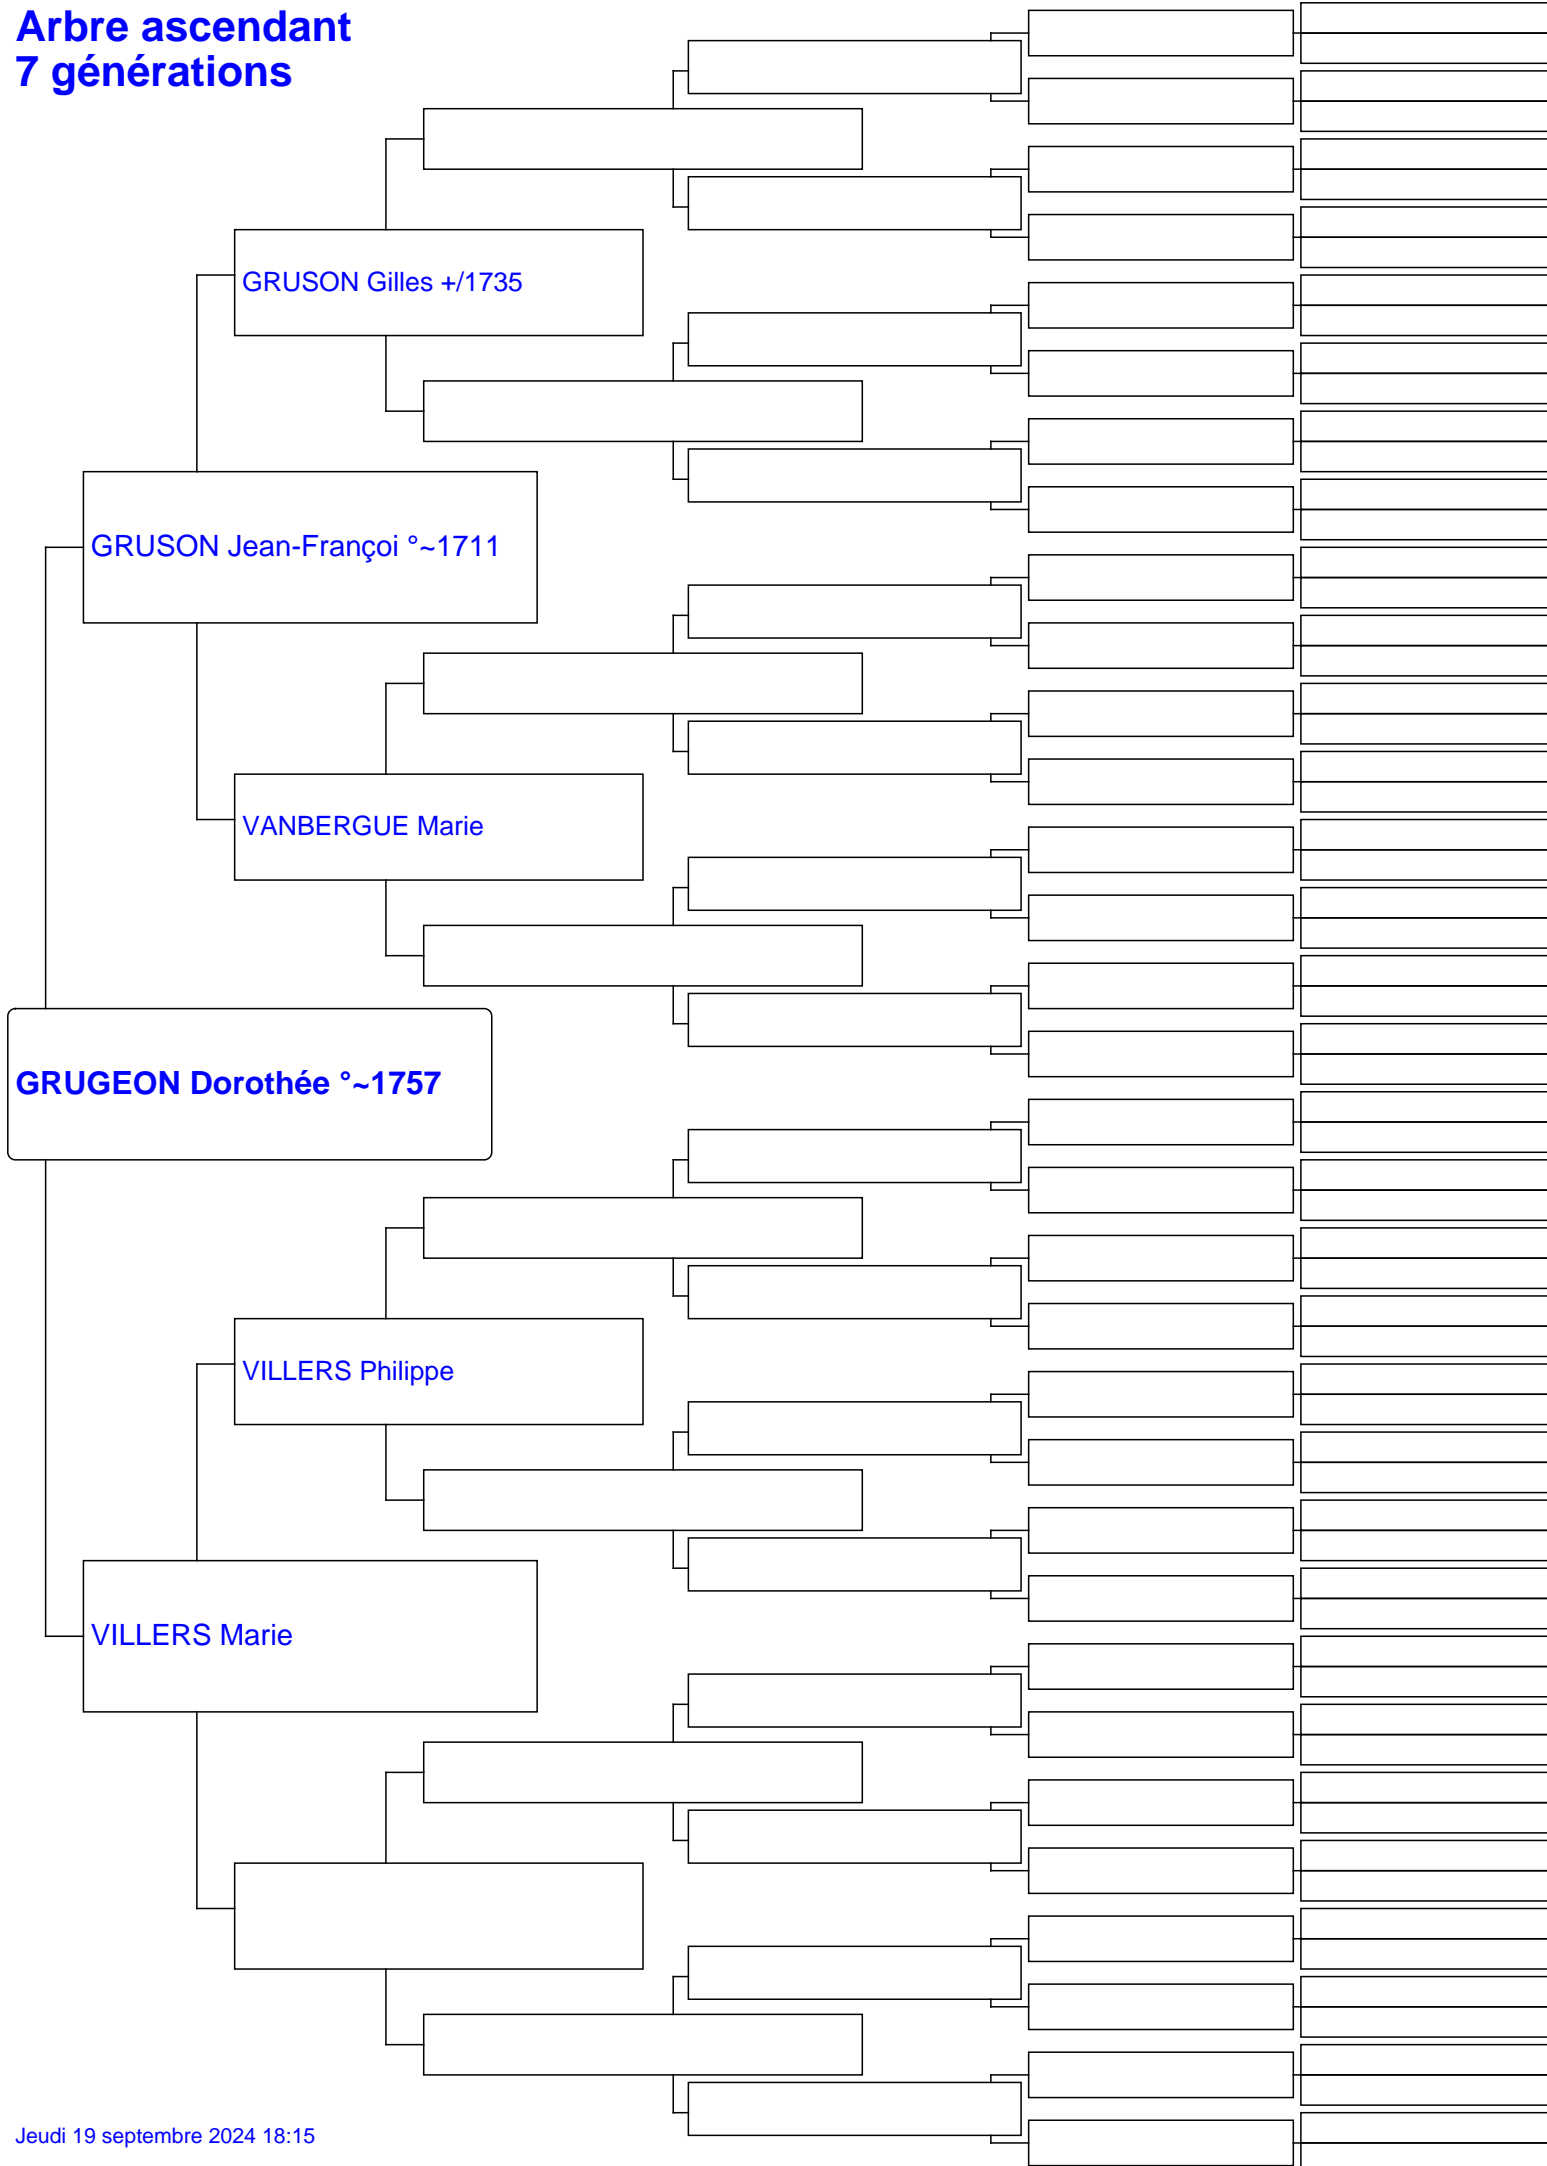 Arbre ascendant
7 générations
GRUSON Gilles +/1735
GRUSON Jean-Françoi °~1711
VANBERGUE Marie
GRUGEON Dorothée °~1757
VILLERS Philippe
VILLERS Marie
Jeudi 19 septembre 2024 18:15